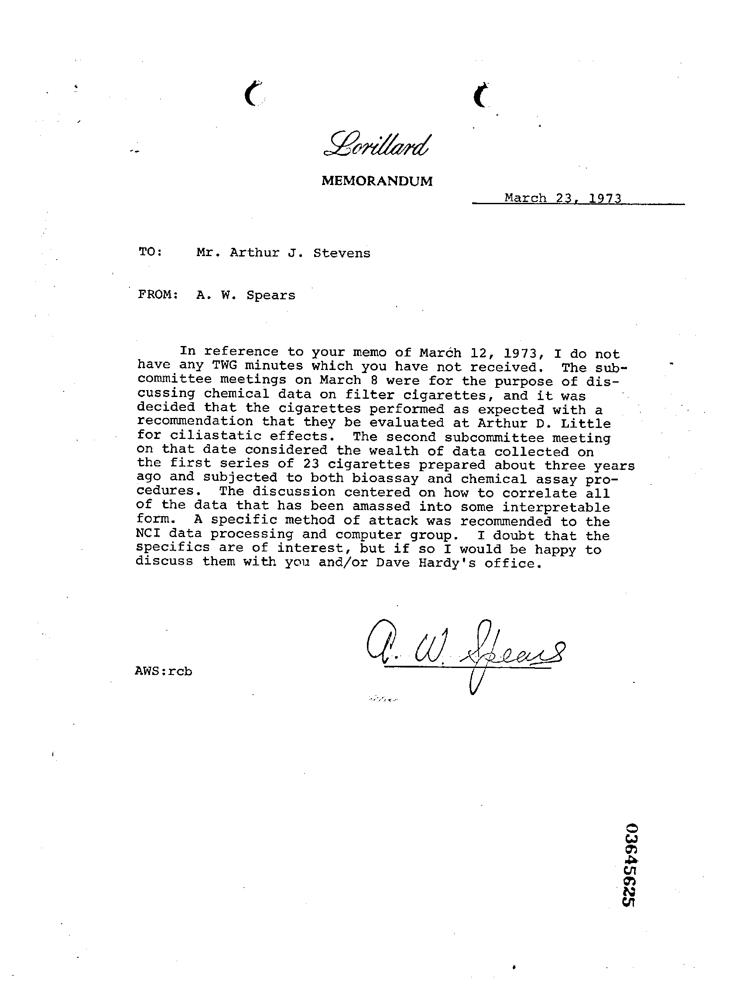 Lorillard
MEMORANDUM
March 23, 1973
TO: Mr. Arthur J. Stevens
FROM: A. W. Spears
In reference to your memo of March 12, 1973, I do not
have any TWG minutes which you have not received. The sub-
committee meetings on March 8 were for the purpose of dis-
cussing chemical data on filter cigarettes, and it was
decided that the cigarettes performed as expected with a
recommendation that they be evaluated at Arthur D. Little
for ciliastatic effects. The second subcommittee meeting
on that date considered the wealth of data collected on
the first series of 23 cigarettes prepared about three years
ago and subjected to both bioassay and chemical assay pro-
cedures. The discussion centered on how to correlate all
of the data that has been amassed into some interpretable
form. A specific method of attack was recommended to the
NCI data processing and computer group. I doubt that the
specifics are of interest, but if so I would be happy to
discuss them with you and/or Dave Hardy's office.
A. W. Spears
AWS:rcb
03645625